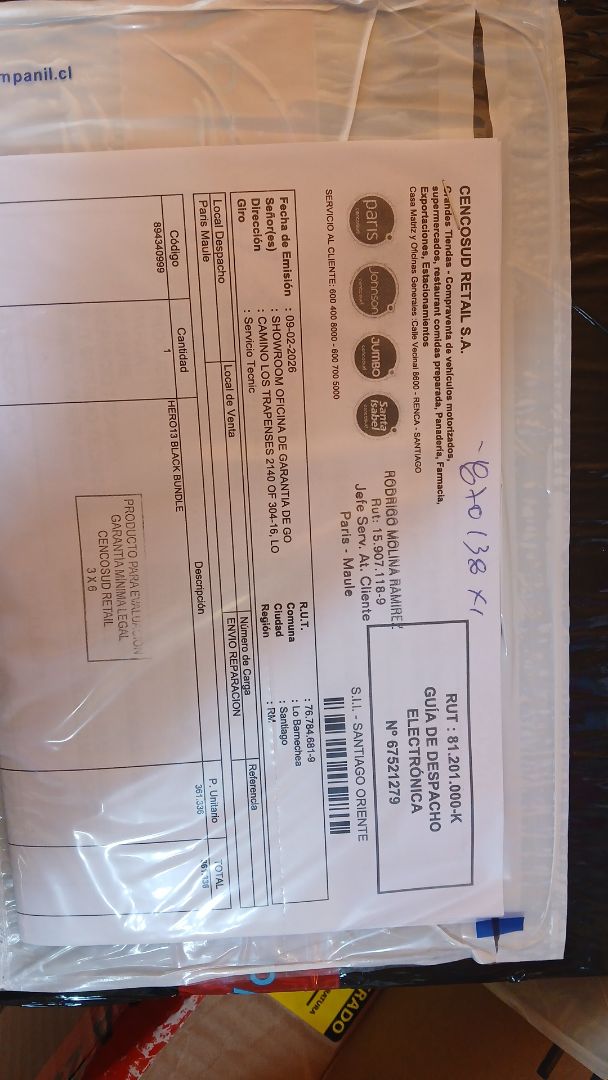 mpanil.cl
CENCOSUD RETAIL S.A.
Grandes Tiendas - Compraventa de vehículos motorizados,
supermercados, restaurant comidas preparada, Panadería, Farmacia,
Exportaciones, Estacionamientos
Casa Matriz y Oficinas Generales :Calle Vecinal 8600 - RENCA - SANTIAGO
paris
Johnson
JUMBO
Santa Isabel
SERVICIO AL CLIENTE: 600 400 8000 - 600 700 5000
RODRIGO MOLINA RAMIREZ
Rut: 15.907.118-9
Jefe Serv. At. Cliente
Paris - Maule
RUT : 81.201.000-K
GUÍA DE DESPACHO
ELECTRÓNICA
Nº 67521279
S.I.I. - SANTIAGO ORIENTE
Fecha de Emisión : 09-02-2026
Señor(es) : SHOWROOM OFICINA DE GARANTIA DE GO
Dirección : CAMINO LOS TRAPENSES 2140 OF 304-16, LO
Giro : Servicio Tecnic
R.U.T. : 76.784.681-9
Comuna : Lo Barnechea
Ciudad : Santiago
Región : RM
Local Despacho Local de Venta Número de Carga Referencia
Paris Maule ENVIO REPARACION
Código Cantidad Descripción P. Unitario TOTAL
894340999 1 HERO13 BLACK BUNDLE 361.336 361.336
PRODUCTO PARA EVALUACION
GARANTIA MINIMA LEGAL
CENCOSUD RETAIL
3 X 6
RADO